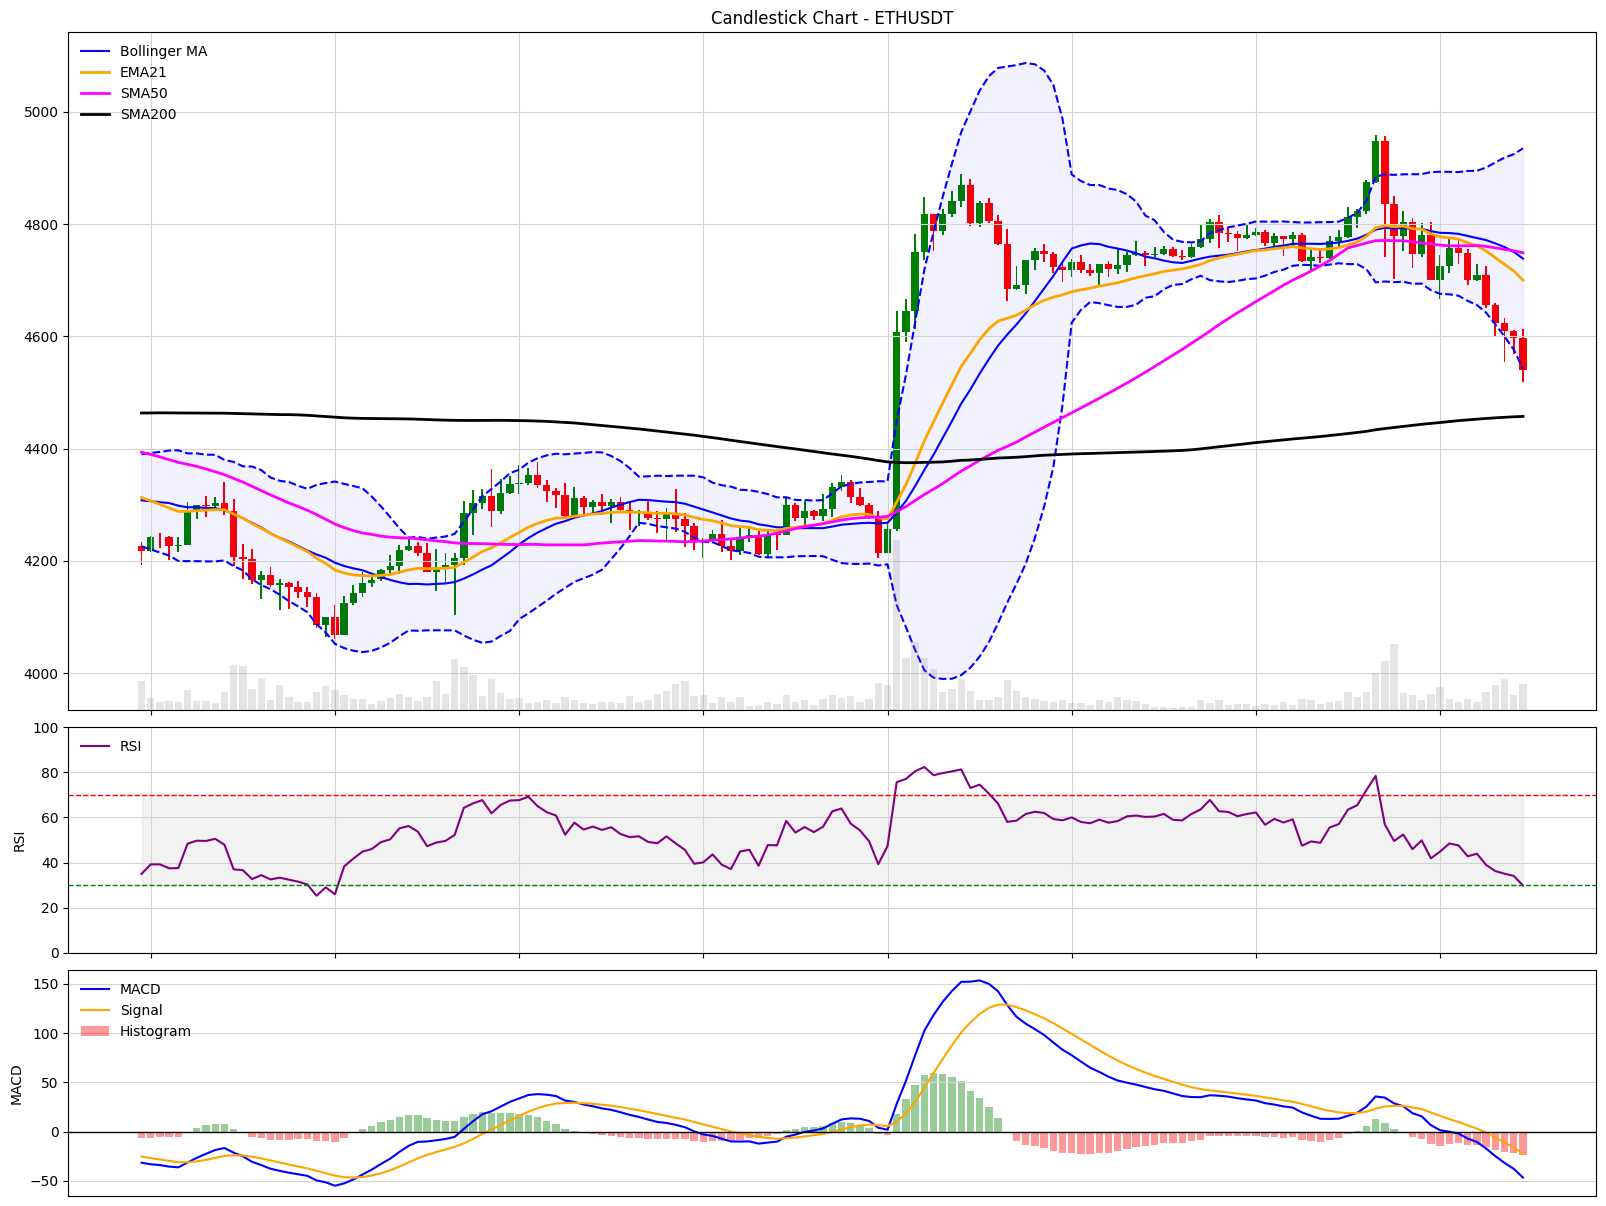 Candlestick Chart - ETHUSDT
Bollinger MA
EMA21
SMA50
SMA200
5000
4800
4600
4400
4200
4000
RSI
100
80
60
40
20
0
RSI
MACD
Signal
Histogram
150
100
50
0
−50
MACD